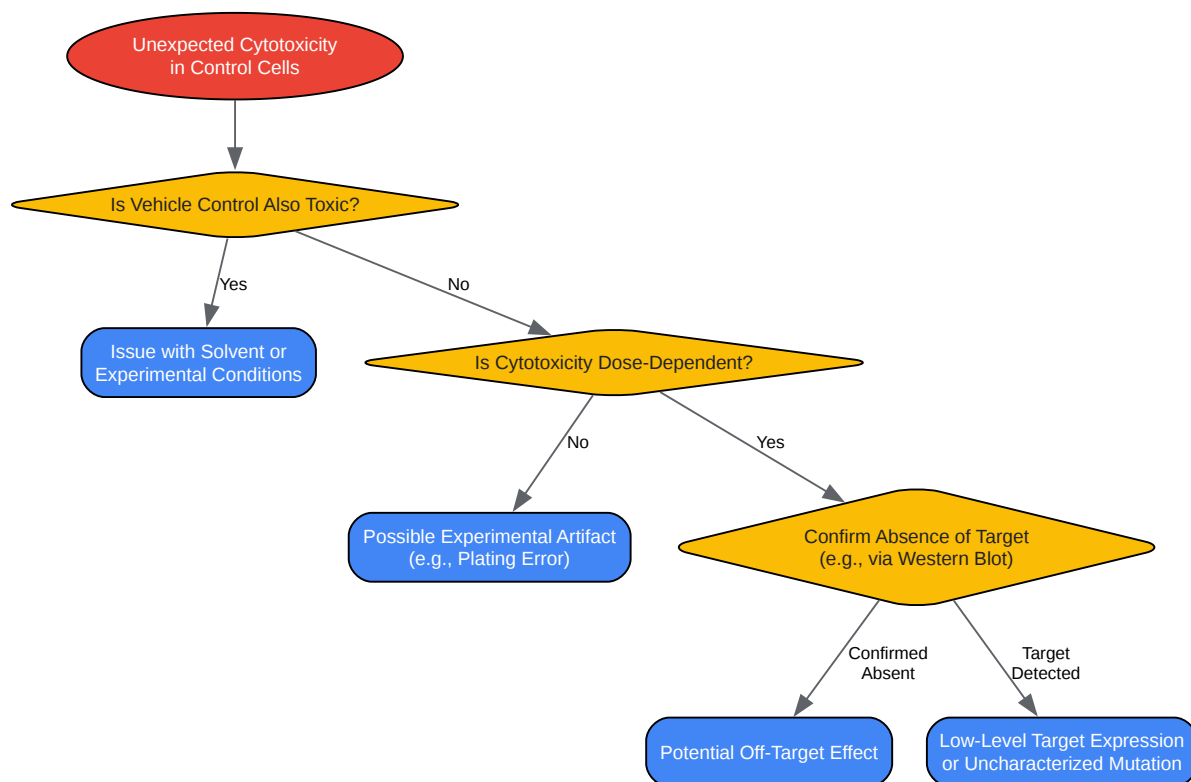 Unexpected Cytotoxicity
in Control Cells
Is Vehicle Control Also Toxic?
Yes
No
Issue with Solvent or
Experimental Conditions
Is Cytotoxicity Dose-Dependent?
No
Yes
Possible Experimental Artifact
(e.g., Plating Error)
Confirm Absence of Target
(e.g., via Western Blot)
Confirmed
Absent
Target
Detected
Potential Off-Target Effect
Low-Level Target Expression
or Uncharacterized Mutation